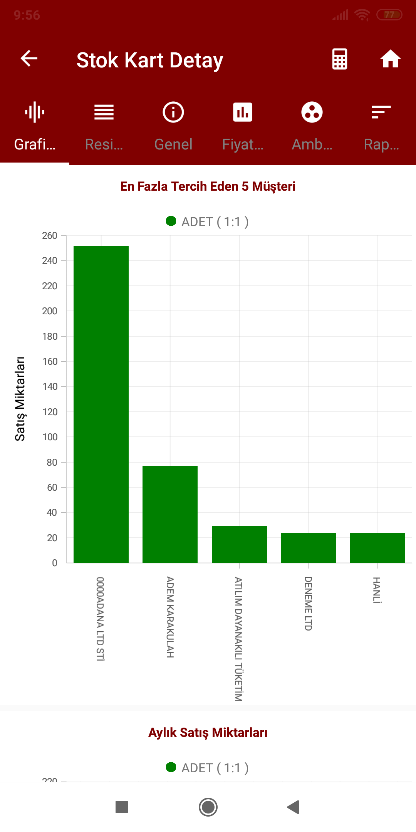 9:56
27
Stok Kart Detay
Grafi...
Resi...
Genel
Fiyat...
Amb...
Rap...
En Fazla Tercih Eden 5 Müşteri
ADET ( 1:1 )
260
240
220
200
180
160
140
120
100
80
60
40
20
0
Satış Miktarları
0000ADANA LTD STİ
ADEM KARAKULAH
ATILIM DAYANAKILI TÜKETİM
DENEME LTD
HANLİ
Aylık Satış Miktarları
ADET ( 1:1 )
220